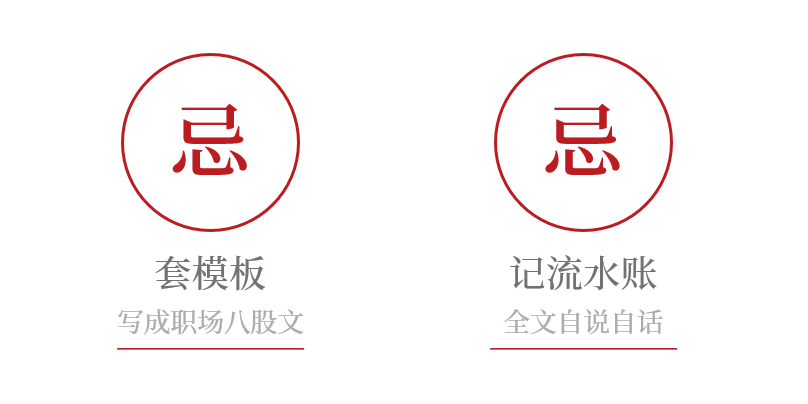 忌
套模板
写成职场八股文
忌
记流水账
全文自说自话